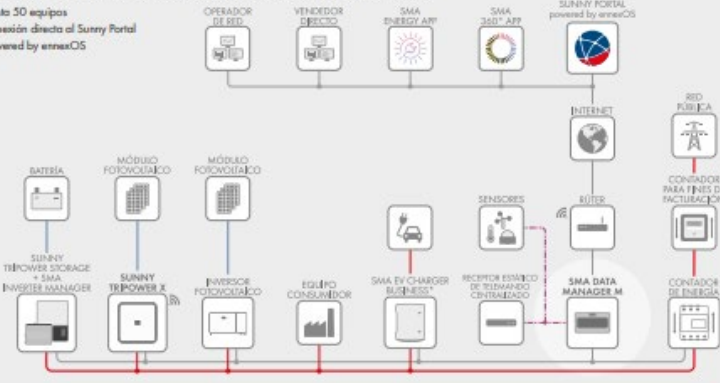 50 equipos
directa al Sunny Portal
by ennexOS
OPERADOR
DE RED
VENDEDOR
DIRECTO
SMA
ENERGY APP
SMA
360° APP
SUNNY PORTAL
powered by ennexOS
INTERNET
RED
PÚBLICA
BATERÍA
MÓDULO
FOTOVOLTAICO
MÓDULO
FOTOVOLTAICO
SENSORES
RÚTER
CONTADOR
PARA FINES DE
FACTURACIÓN
SUNNY
TRIPOWER STORAGE
+ SMA
INVERTER MANAGER
SUNNY
TRIPOWER X
INVERSOR
FOTOVOLTAICO
EQUIPO
CONSUMIDOR
SMA EV CHARGER
BUSINESS*
RECEPTOR ESTÁTICO
DE TELEMANDO
CENTRALIZADO
SMA DATA
MANAGER M
CONTADOR
DE ENERGÍA